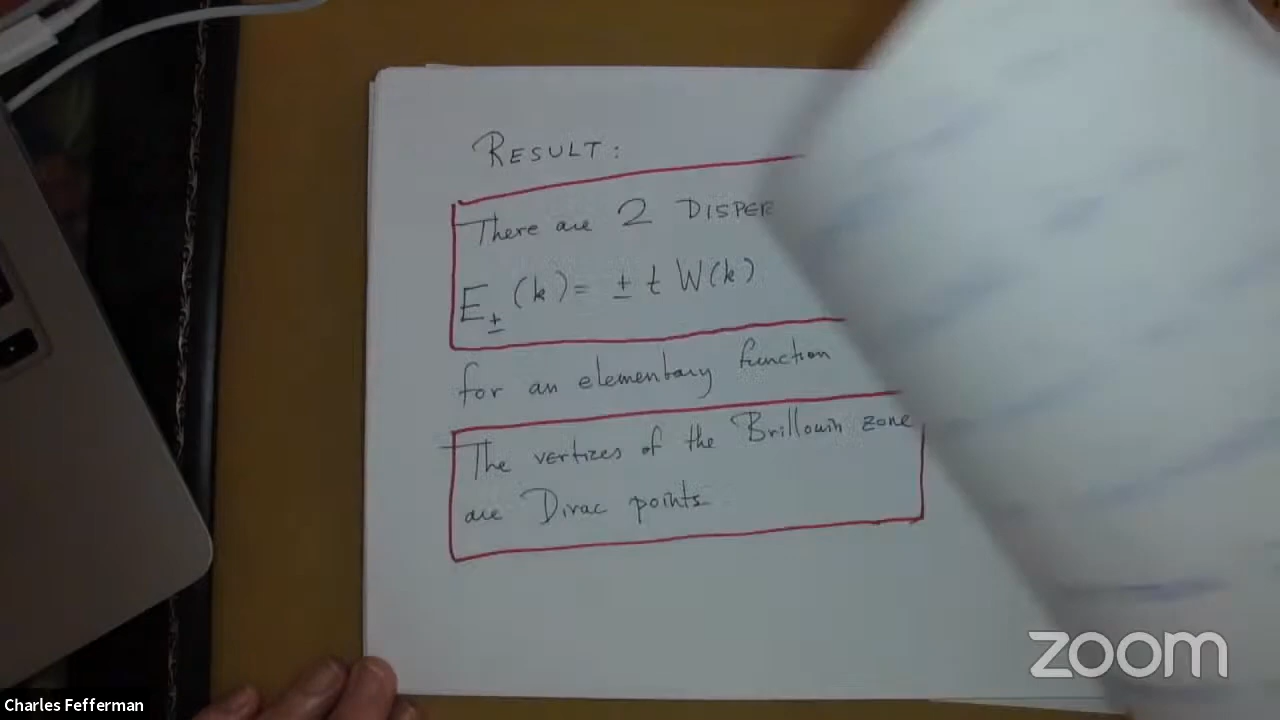 RESULT:
There are 2 DISPER
E±(k) = ± t W(k)
for an elementary function
The vertizes of the Brillouin zone
are Dirac points
zoom
Charles Fefferman